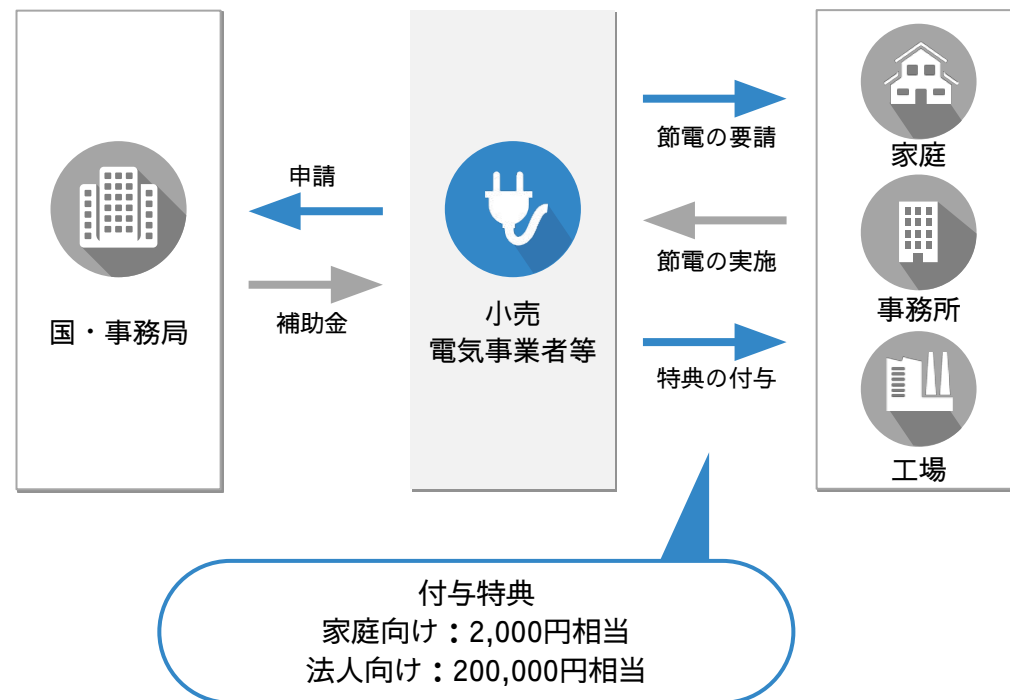 国・事務局
申請
補助金
小売
電気事業者等
節電の要請
節電の実施
特典の付与
家庭
事務所
工場
付与特典
家庭向け：2,000円相当
法人向け：200,000円相当